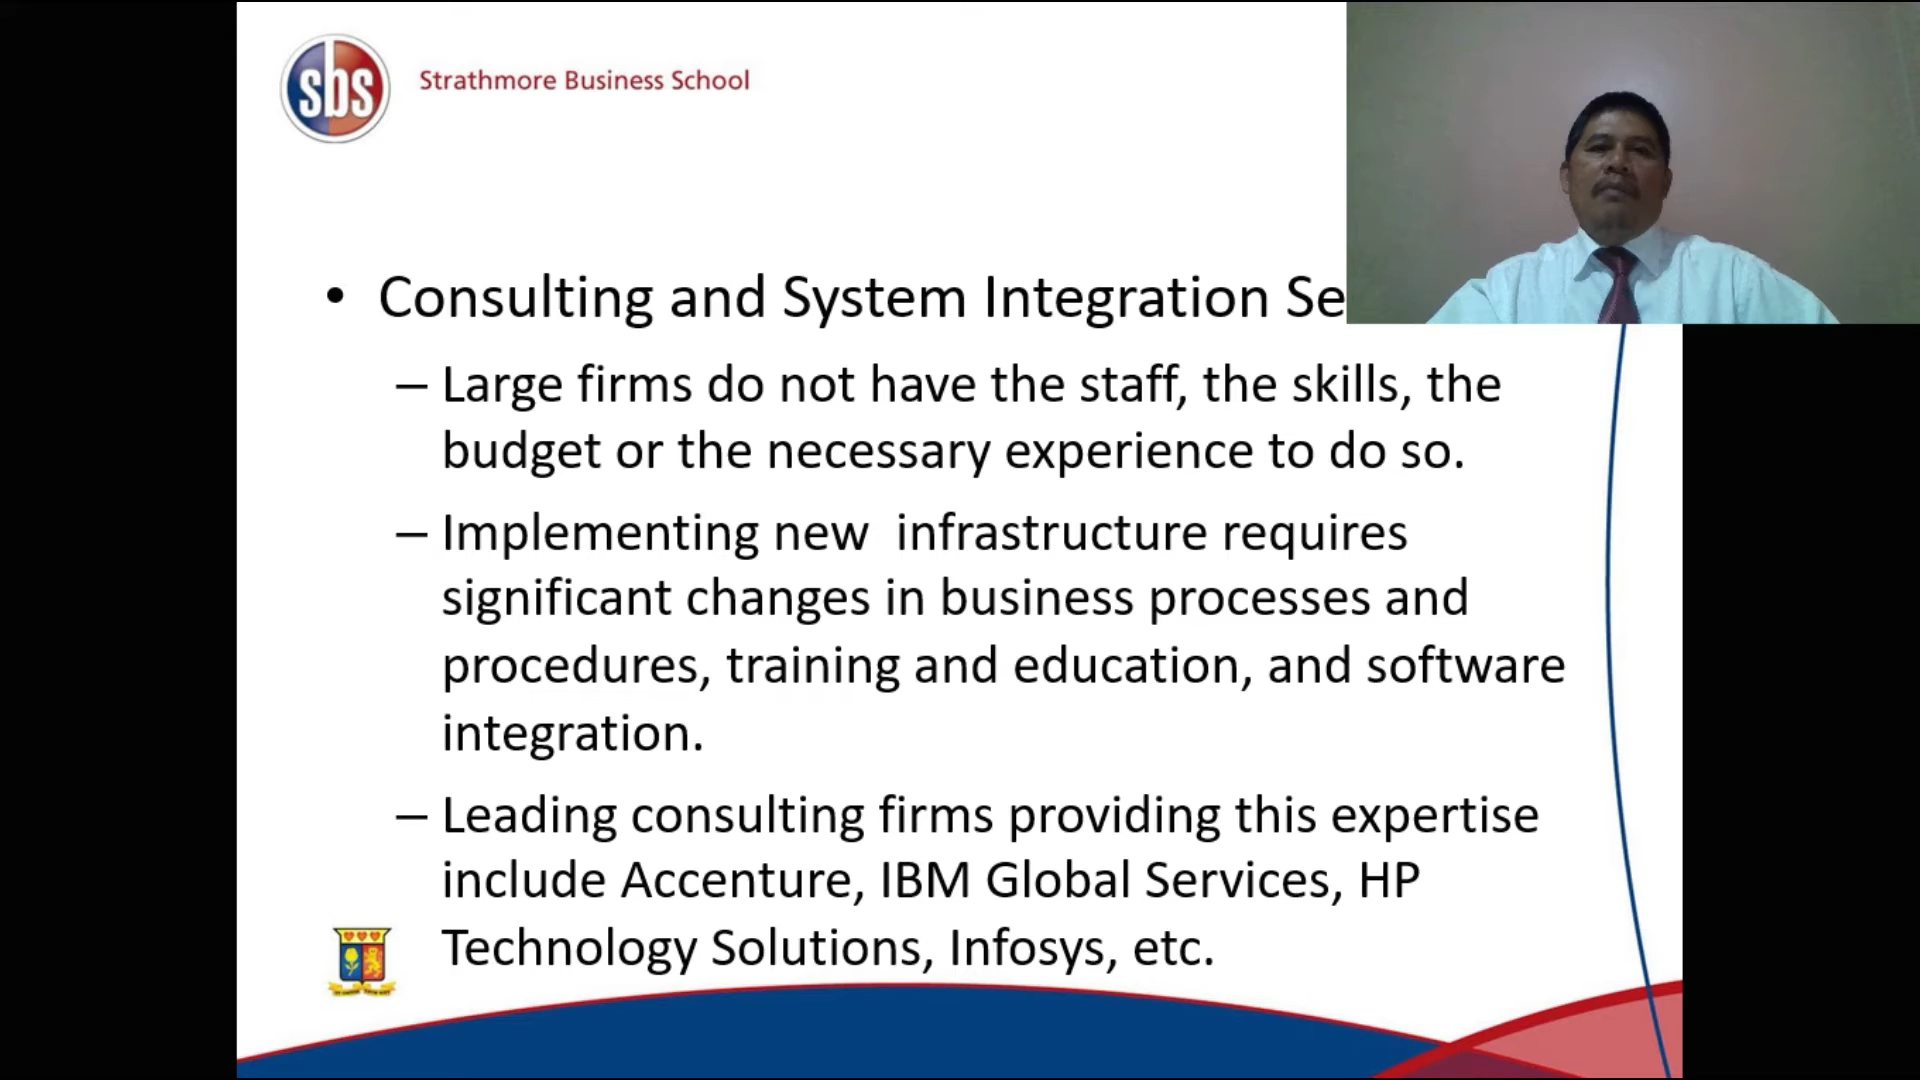 sbs
Strathmore Business School
• Consulting and System Integration Se
– Large firms do not have the staff, the skills, the
budget or the necessary experience to do so.
– Implementing new  infrastructure requires
significant changes in business processes and
procedures, training and education, and software
integration.
– Leading consulting firms providing this expertise
include Accenture, IBM Global Services, HP
Technology Solutions, Infosys, etc.